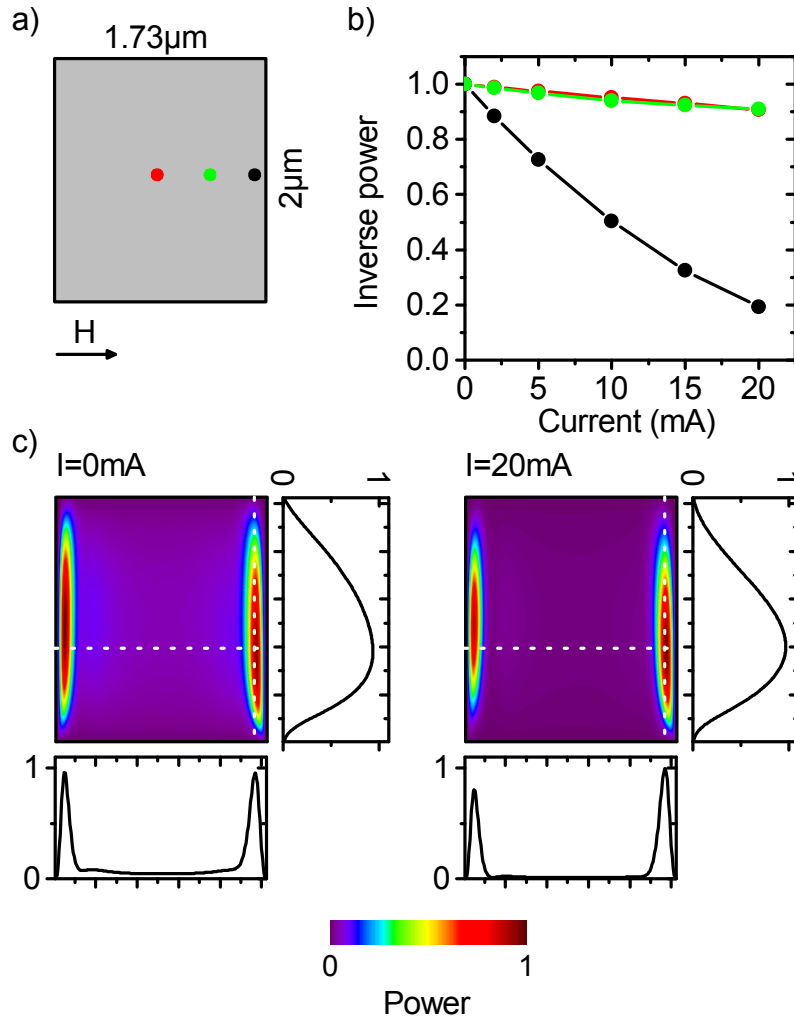 a)
1.73µm
2µm
H
b)
Inverse power
1.0
0.8
0.6
0.4
0.2
0.0
0 5 10 15 20
Current (mA)
c)
I=0mA
0 1
I=20mA
0 1
1
0
1
0
0 1
Power